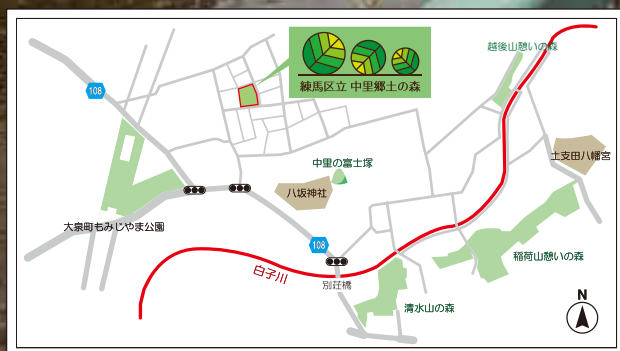 越後山憩いの森
練馬区立 中里郷土の森
108
土支田八幡宮
中里の富士塚
八坂神社
大泉町もみじやま公園
108
稲荷山憩いの森
白子川
別荘橋
清水山の森
N